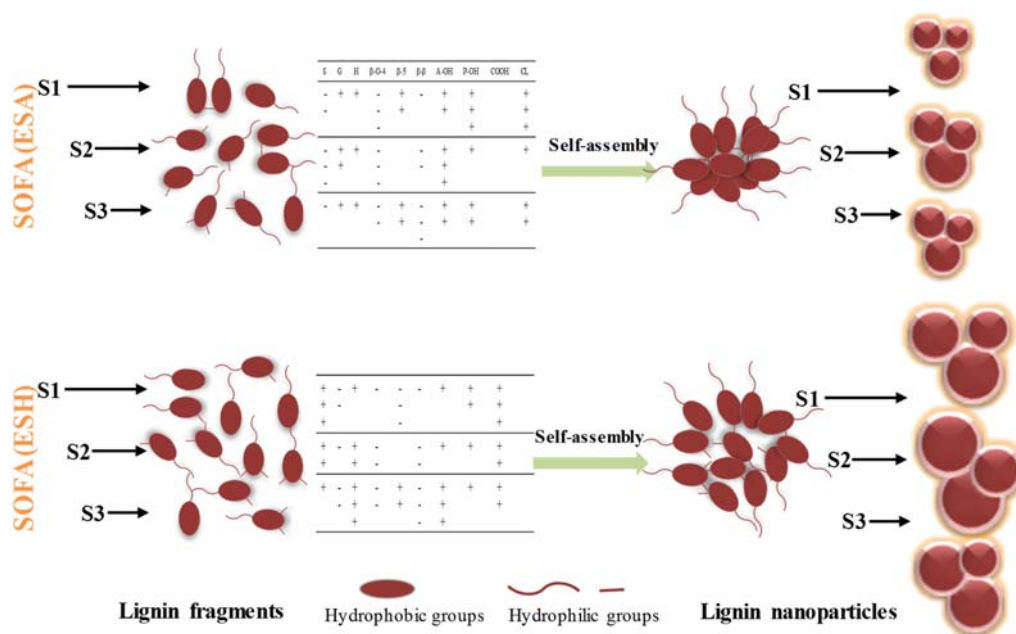 SOFA(ESA)
S1
S2
S3
S G H β-O-4 β-5 β-β A-OH P-OH COOH CL
- + + - - - + + +
- - + + + +
- + +
- + + - - - + + +
+ - +
- - +
- + + - - - + + +
- + - + + +
-
Self-assembly
S1
S2
S3
SOFA(ESH)
S1
S2
S3
+ - + - - - + + +
+ - - + +
+ - +
Self-assembly
S1
S2
S3
Lignin fragments
Hydrophobic groups
Hydrophilic groups
Lignin nanoparticles